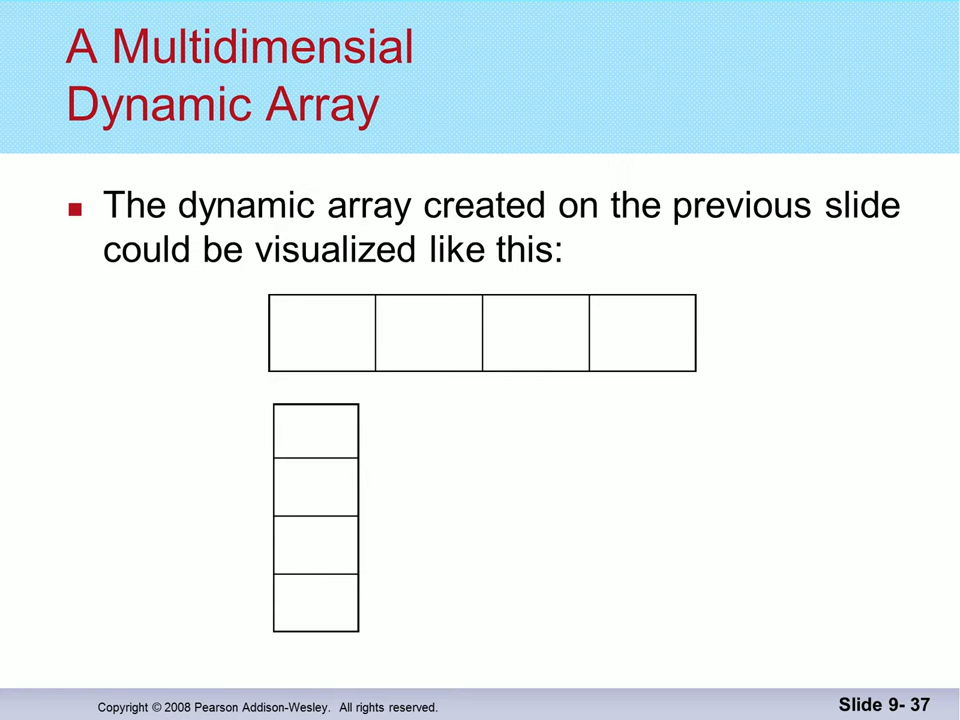 A Multidimensial
Dynamic Array
The dynamic array created on the previous slide
could be visualized like this:
Copyright © 2008 Pearson Addison-Wesley. All rights reserved.
Slide 9- 37